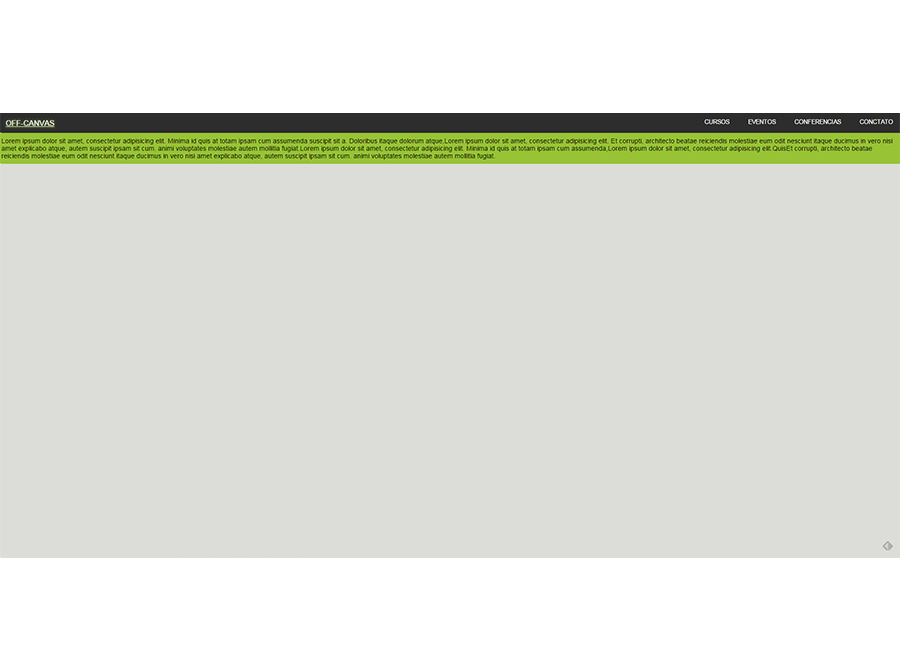 OFF-CANVAS
CURSOS EVENTOS CONFERENCIAS CONCTATO
Lorem ipsum dolor sit amet, consectetur adipisicing elit. Minima id quis at totam ipsam cum assumenda suscipit sit a. Doloribus itaque dolorum atque,Lorem ipsum dolor sit amet, consectetur adipisicing elit. Et corrupti, architecto beatae reiciendis molestiae eum odit nesciunt itaque ducimus in vero nisi
amet explicabo atque, autem suscipit ipsam sit cum. animi voluptates molestiae autem mollitia fugiat.Lorem ipsum dolor sit amet, consectetur adipisicing elit. Minima id quis at totam ipsam cum assumenda,Lorem ipsum dolor sit amet, consectetur adipisicing elit.QuisEt corrupti, architecto beatae
reiciendis molestiae eum odit nesciunt itaque ducimus in vero nisi amet explicabo atque, autem suscipit ipsam sit cum. animi voluptates molestiae autem mollitia fugiat.